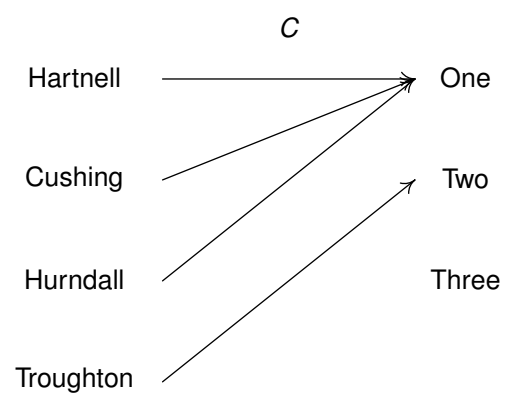 C
Hartnell One
Cushing Two
Hurndall Three
Troughton